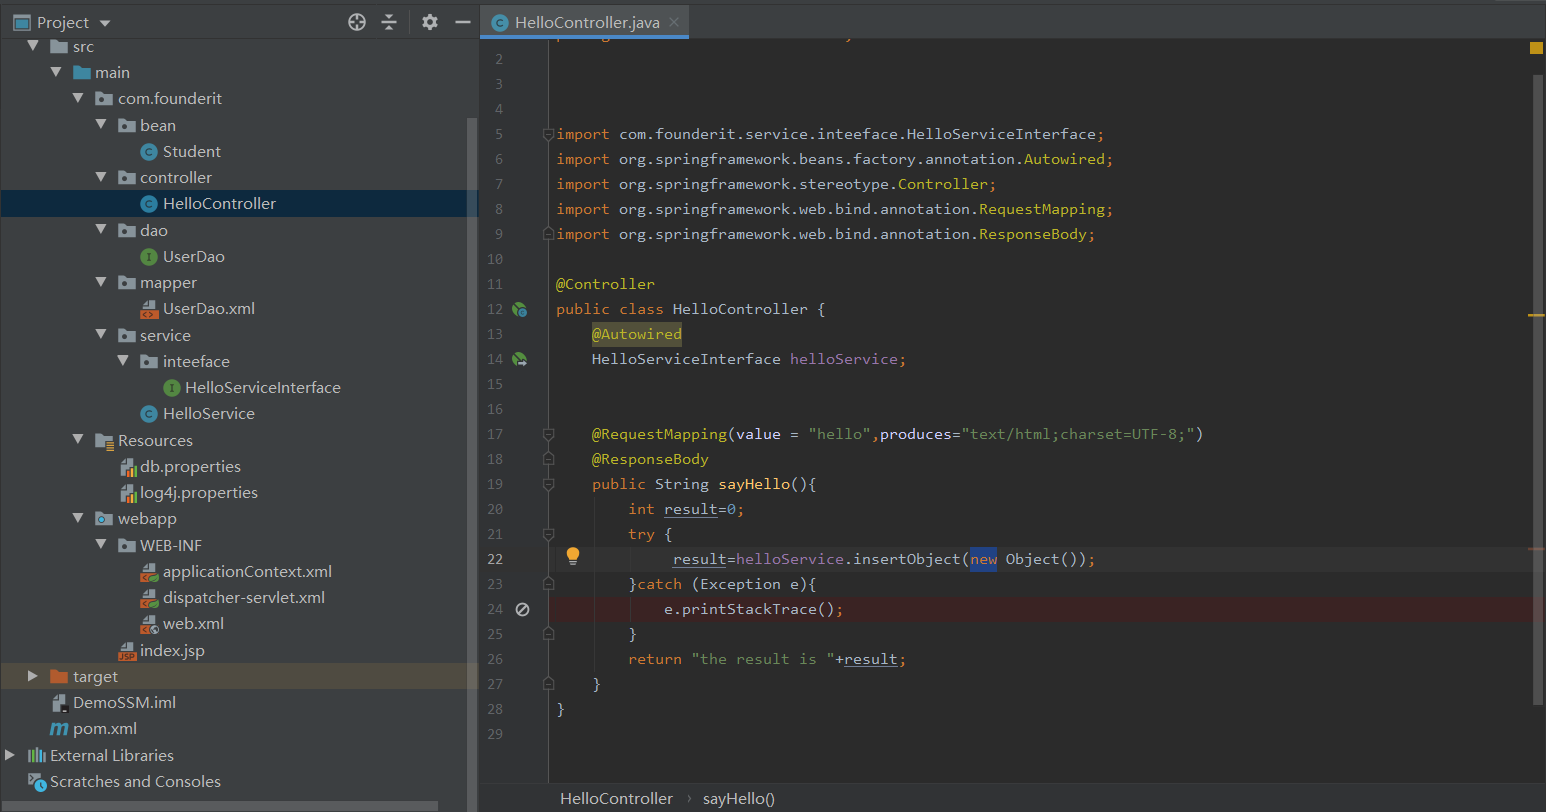 Project
src
main
com.founderit
bean
Student
controller
HelloController
dao
UserDao
mapper
UserDao.xml
service
inteeface
HelloServiceInterface
HelloService
Resources
db.properties
log4j.properties
webapp
WEB-INF
applicationContext.xml
dispatcher-servlet.xml
web.xml
index.jsp
target
DemoSSM.iml
pom.xml
External Libraries
Scratches and Consoles
HelloController.java
2
3
4
5 import com.founderit.service.inteeface.HelloServiceInterface;
6 import org.springframework.beans.factory.annotation.Autowired;
7 import org.springframework.stereotype.Controller;
8 import org.springframework.web.bind.annotation.RequestMapping;
9 import org.springframework.web.bind.annotation.ResponseBody;
10
11 @Controller
12 public class HelloController {
13 @Autowired
14 HelloServiceInterface helloService;
15
16
17 @RequestMapping(value = "hello",produces="text/html;charset=UTF-8;")
18 @ResponseBody
19 public String sayHello(){
20 int result=0;
21 try {
22 result=helloService.insertObject(new Object());
23 }catch (Exception e){
24 e.printStackTrace();
25 }
26 return "the result is "+result;
27 }
28 }
29
HelloController › sayHello()